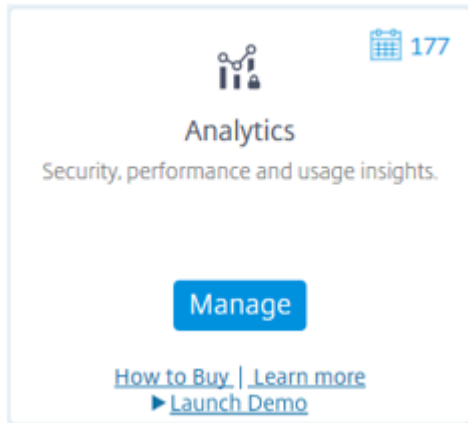 177
Analytics
Security, performance and usage insights.
Manage
How to Buy | Learn more
▶ Launch Demo